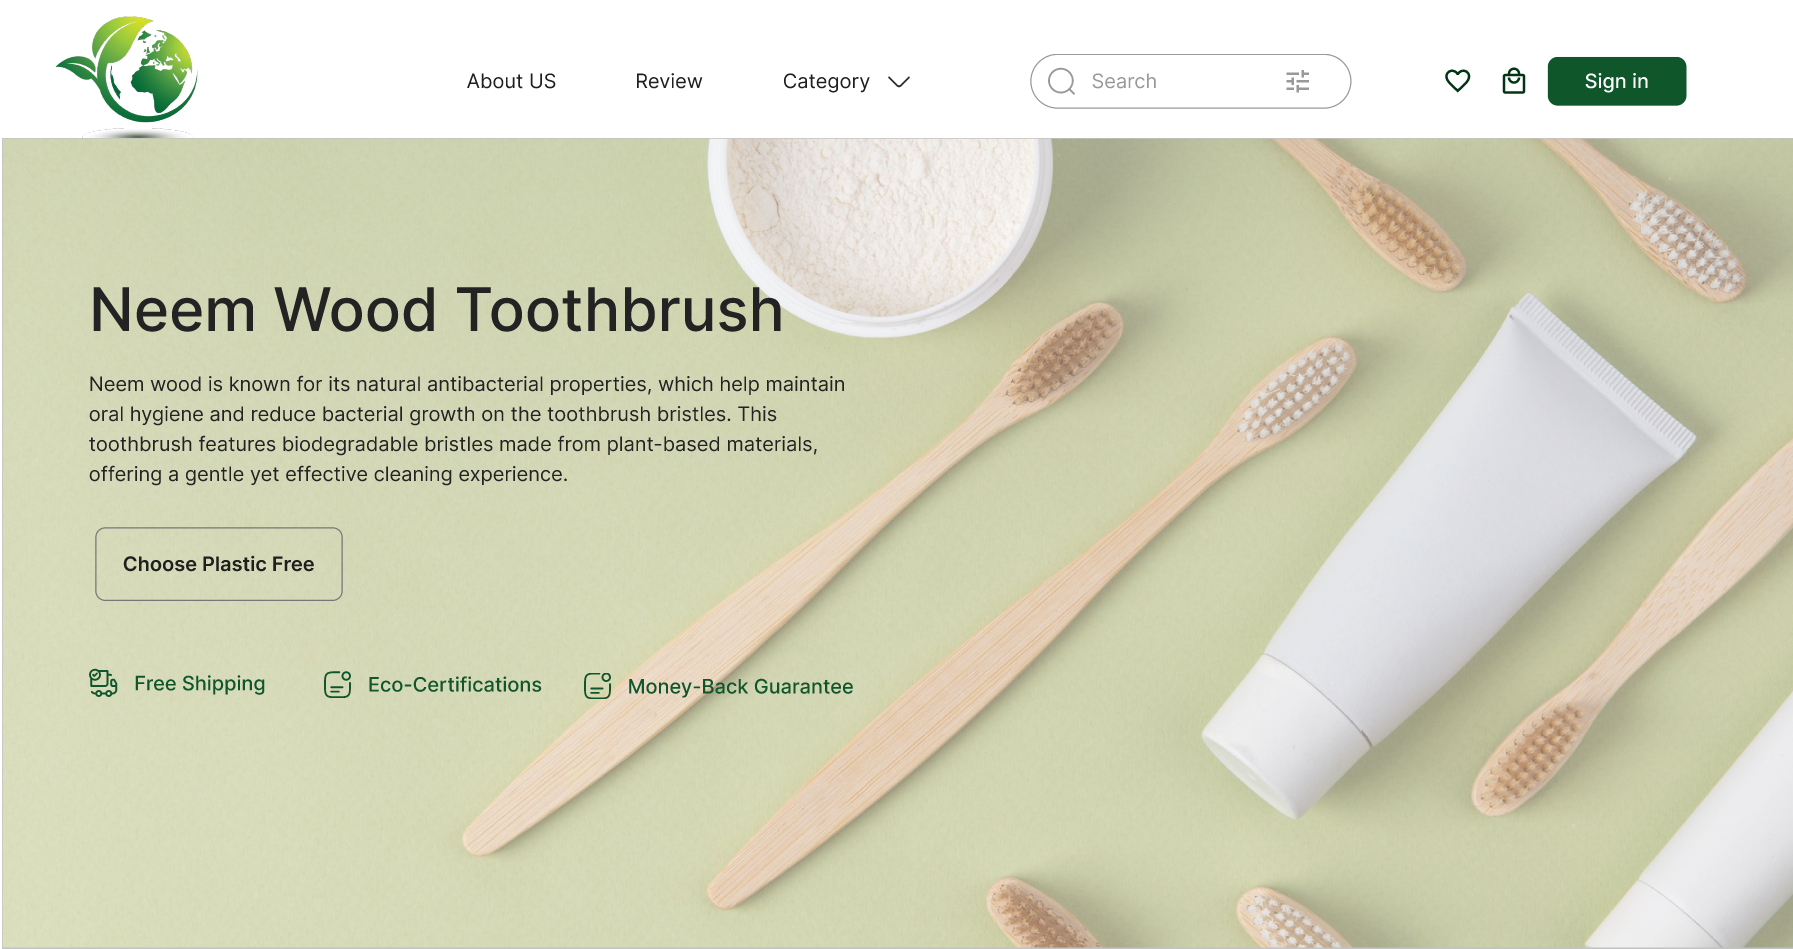 About US
Review
Category
Search
Sign in
Neem Wood Toothbrush
Neem wood is known for its natural antibacterial properties, which help maintain
oral hygiene and reduce bacterial growth on the toothbrush bristles. This
toothbrush features biodegradable bristles made from plant-based materials,
offering a gentle yet effective cleaning experience.
Choose Plastic Free
Free Shipping
Eco-Certifications
Money-Back Guarantee